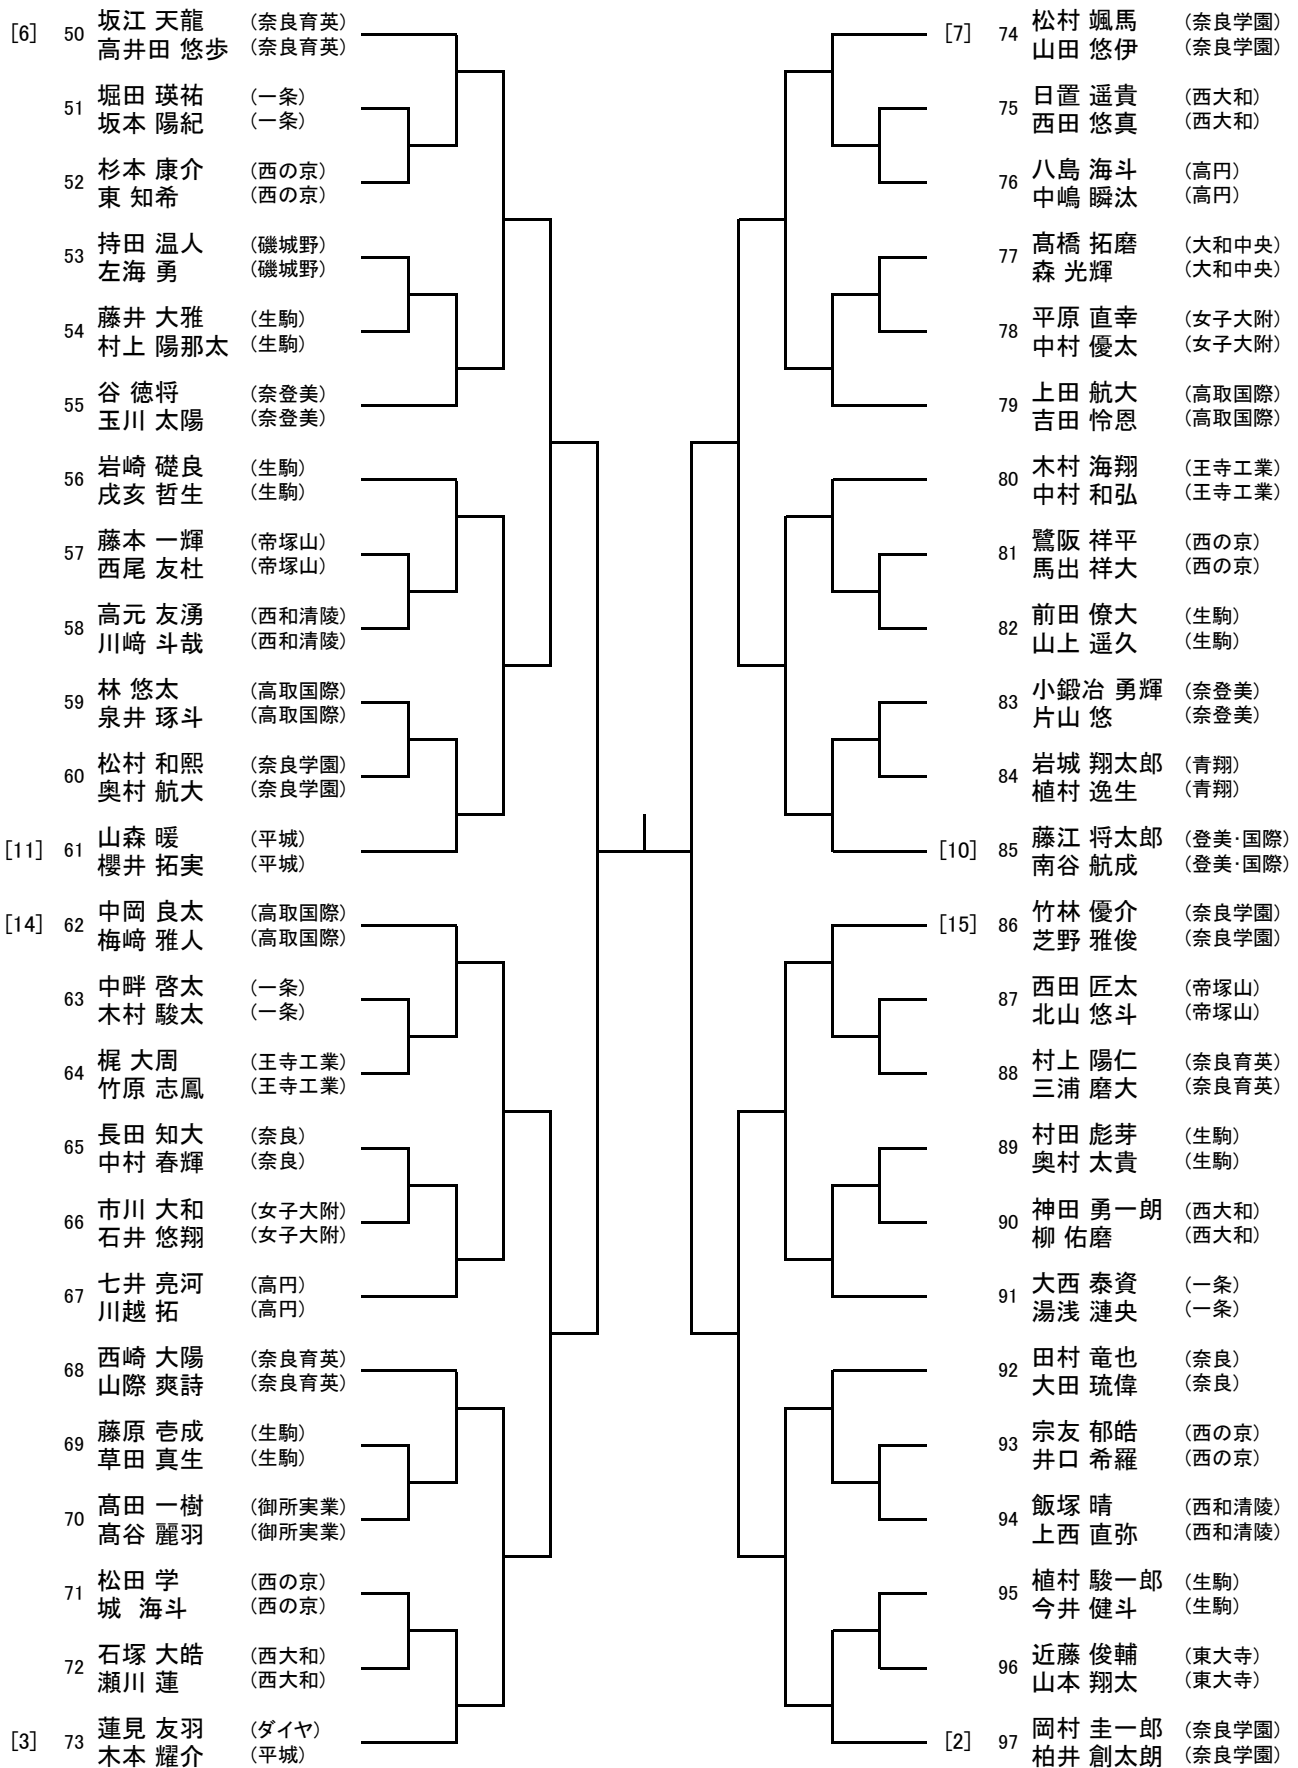 [6] 50 坂江 天龍 (奈良育英)
高井田 悠歩 (奈良育英)
51 堀田 瑛祐 (一条)
坂本 陽紀 (一条)
52 杉本 康介 (西の京)
東 知希 (西の京)
53 持田 温人 (磯城野)
左海 勇 (磯城野)
54 藤井 大雅 (生駒)
村上 陽那太 (生駒)
55 谷 徳将 (奈登美)
玉川 太陽 (奈登美)
56 岩崎 礎良 (生駒)
戌亥 哲生 (生駒)
57 藤本 一輝 (帝塚山)
西尾 友杜 (帝塚山)
58 高元 友湧 (西和清陵)
川﨑 斗哉 (西和清陵)
59 林 悠太 (高取国際)
泉井 琢斗 (高取国際)
60 松村 和熙 (奈良学園)
奥村 航大 (奈良学園)
[11] 61 山森 暖 (平城)
櫻井 拓実 (平城)
[14] 62 中岡 良太 (高取国際)
梅﨑 雅人 (高取国際)
63 中畔 啓太 (一条)
木村 駿太 (一条)
64 梶 大周 (王寺工業)
竹原 志鳳 (王寺工業)
65 長田 知大 (奈良)
中村 春輝 (奈良)
66 市川 大和 (女子大附)
石井 悠翔 (女子大附)
67 七井 亮河 (高円)
川越 拓 (高円)
68 西崎 大陽 (奈良育英)
山際 爽詩 (奈良育英)
69 藤原 壱成 (生駒)
草田 真生 (生駒)
70 髙田 一樹 (御所実業)
髙谷 麗羽 (御所実業)
71 松田 学 (西の京)
城 海斗 (西の京)
72 石塚 大皓 (西大和)
瀬川 蓮 (西大和)
[3] 73 蓮見 友羽 (ダイヤ)
木本 耀介 (平城)
[7] 74 松村 颯馬 (奈良学園)
山田 悠伊 (奈良学園)
75 日置 遥貴 (西大和)
西田 悠真 (西大和)
76 八島 海斗 (高円)
中嶋 瞬汰 (高円)
77 髙橋 拓磨 (大和中央)
森 光輝 (大和中央)
78 平原 直幸 (女子大附)
中村 優太 (女子大附)
79 上田 航大 (高取国際)
吉田 怜恩 (高取国際)
80 木村 海翔 (王寺工業)
中村 和弘 (王寺工業)
81 鷺阪 祥平 (西の京)
馬出 祥大 (西の京)
82 前田 僚大 (生駒)
山上 遥久 (生駒)
83 小鍛冶 勇輝 (奈登美)
片山 悠 (奈登美)
84 岩城 翔太郎 (青翔)
植村 逸生 (青翔)
[10] 85 藤江 将太郎 (登美・国際)
南谷 航成 (登美・国際)
[15] 86 竹林 優介 (奈良学園)
芝野 雅俊 (奈良学園)
87 西田 匠太 (帝塚山)
北山 悠斗 (帝塚山)
88 村上 陽仁 (奈良育英)
三浦 磨大 (奈良育英)
89 村田 彪芽 (生駒)
奥村 太貴 (生駒)
90 神田 勇一朗 (西大和)
柳 佑磨 (西大和)
91 大西 泰資 (一条)
湯浅 漣央 (一条)
92 田村 竜也 (奈良)
大田 琉偉 (奈良)
93 宗友 郁皓 (西の京)
井口 希羅 (西の京)
94 飯塚 晴 (西和清陵)
上西 直弥 (西和清陵)
95 植村 駿一郎 (生駒)
今井 健斗 (生駒)
96 近藤 俊輔 (東大寺)
山本 翔太 (東大寺)
[2] 97 岡村 圭一郎 (奈良学園)
柏井 創太朗 (奈良学園)